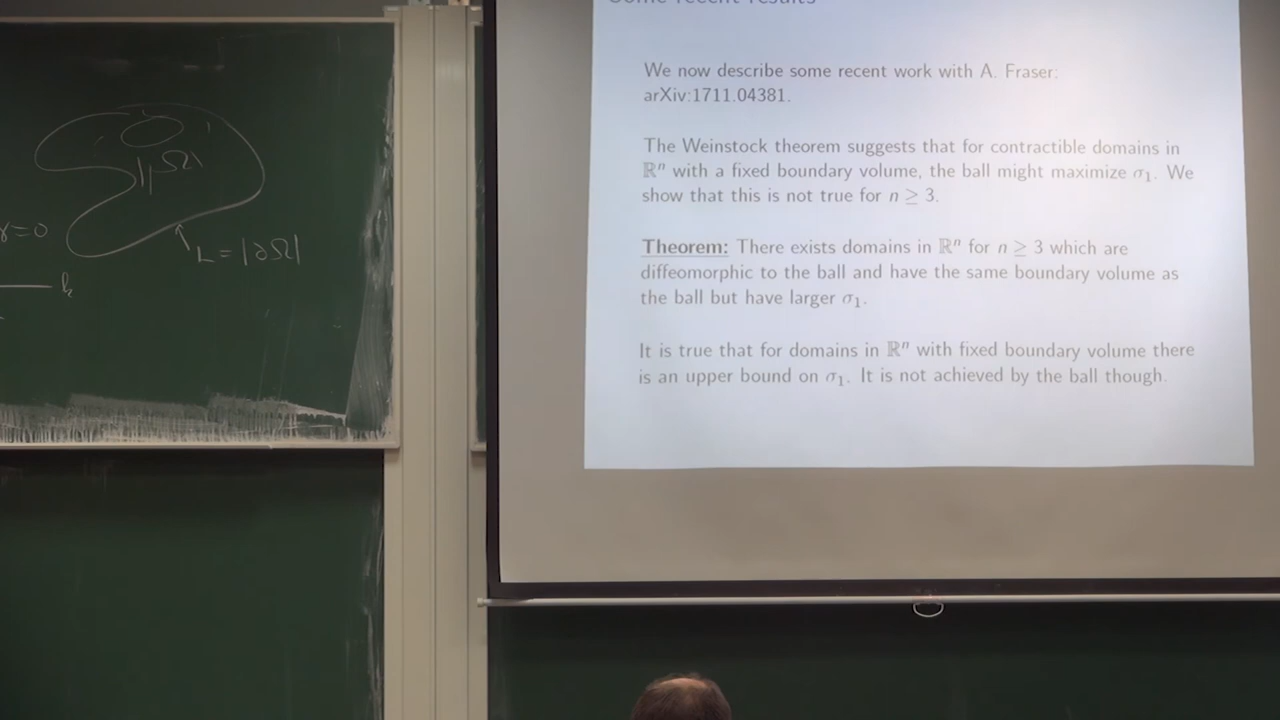 Some recent results
We now describe some recent work with A. Fraser:
arXiv:1711.04381.
The Weinstock theorem suggests that for contractible domains in
ℝⁿ with a fixed boundary volume, the ball might maximize σ₁. We
show that this is not true for n ≥ 3.
Theorem: There exists domains in ℝⁿ for n ≥ 3 which are
diffeomorphic to the ball and have the same boundary volume as
the ball but have larger σ₁.
It is true that for domains in ℝⁿ with fixed boundary volume there
is an upper bound on σ₁. It is not achieved by the ball though.
=0
L=|∂Ω|